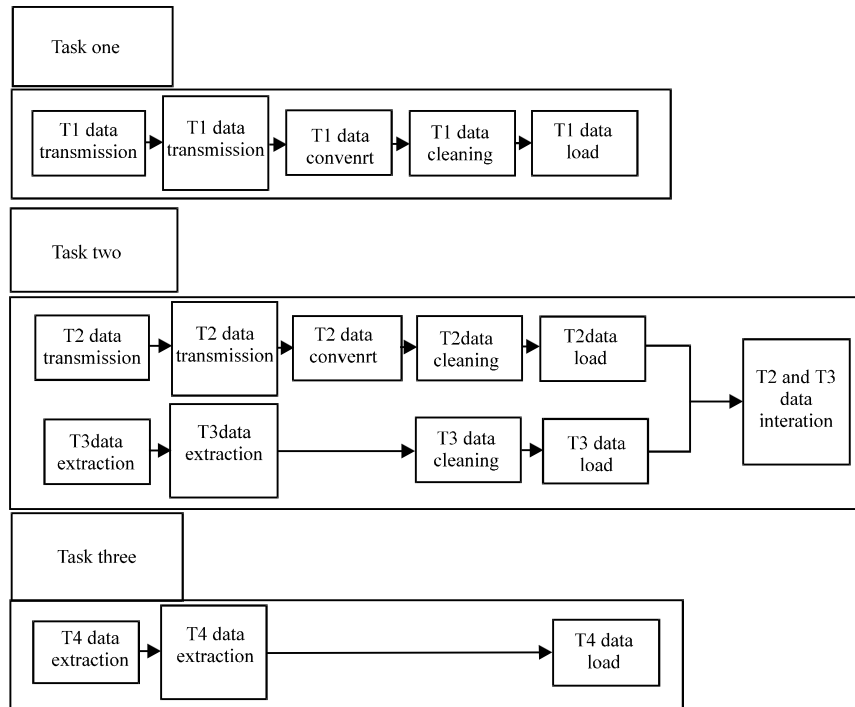 Task one
T1 data
transmission
T1 data
transmission
T1 data
convenrt
T1 data
cleaning
T1 data
load
Task two
T2 data
transmission
T2 data
transmission
T2 data
convenrt
T2data
cleaning
T2data
load
T3data
extraction
T3data
extraction
T3 data
cleaning
T3 data
load
T2 and T3
data
interation
Task three
T4 data
extraction
T4 data
extraction
T4 data
load